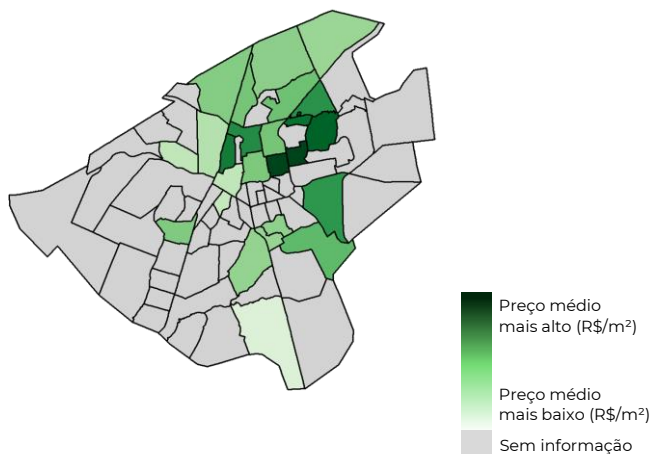 Preço médio
mais alto (R$/m²)
Preço médio
mais baixo (R$/m²)
Sem informação